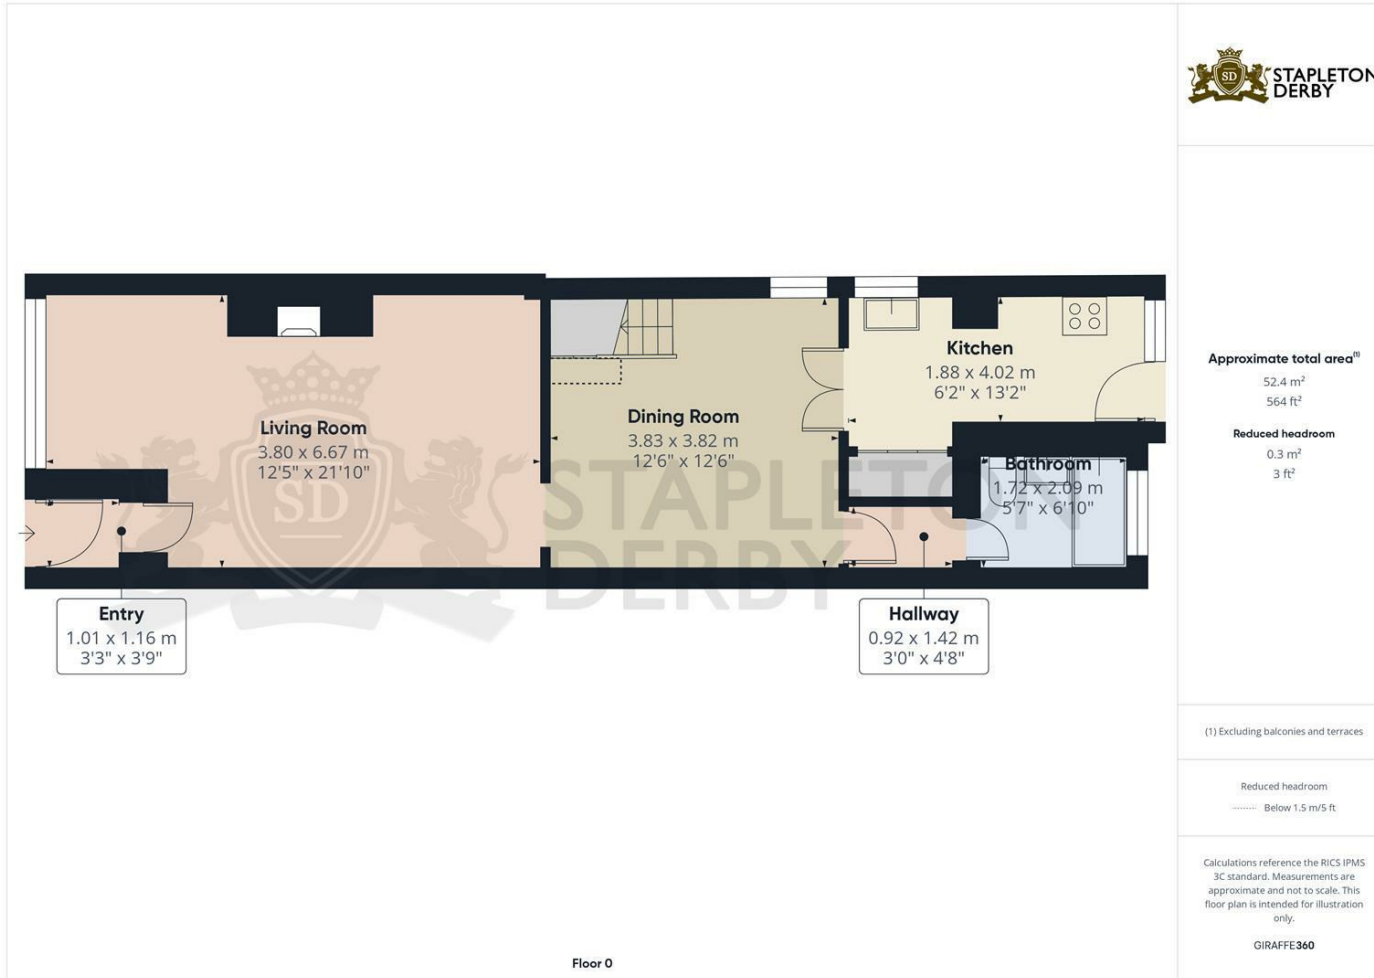 SD
STAPLETON
DERBY
Living Room
3.80 x 6.67 m
12'5" x 21'10"
Dining Room
3.83 x 3.82 m
12'6" x 12'6"
Kitchen
1.88 x 4.02 m
6'2" x 13'2"
Bathroom
1.72 x 2.09 m
5'7" x 6'10"
Entry
1.01 x 1.16 m
3'3" x 3'9"
Hallway
0.92 x 1.42 m
3'0" x 4'8"
SD
STAPLETON
DERBY
Floor 0
Approximate total area(1)
52.4 m²
564 ft²
Reduced headroom
0.3 m²
3 ft²
(1) Excluding balconies and terraces
Reduced headroom
Below 1.5 m/5 ft
Calculations reference the RICS IPMS
3C standard. Measurements are
approximate and not to scale. This
floor plan is intended for illustration
only.
GIRAFFE360